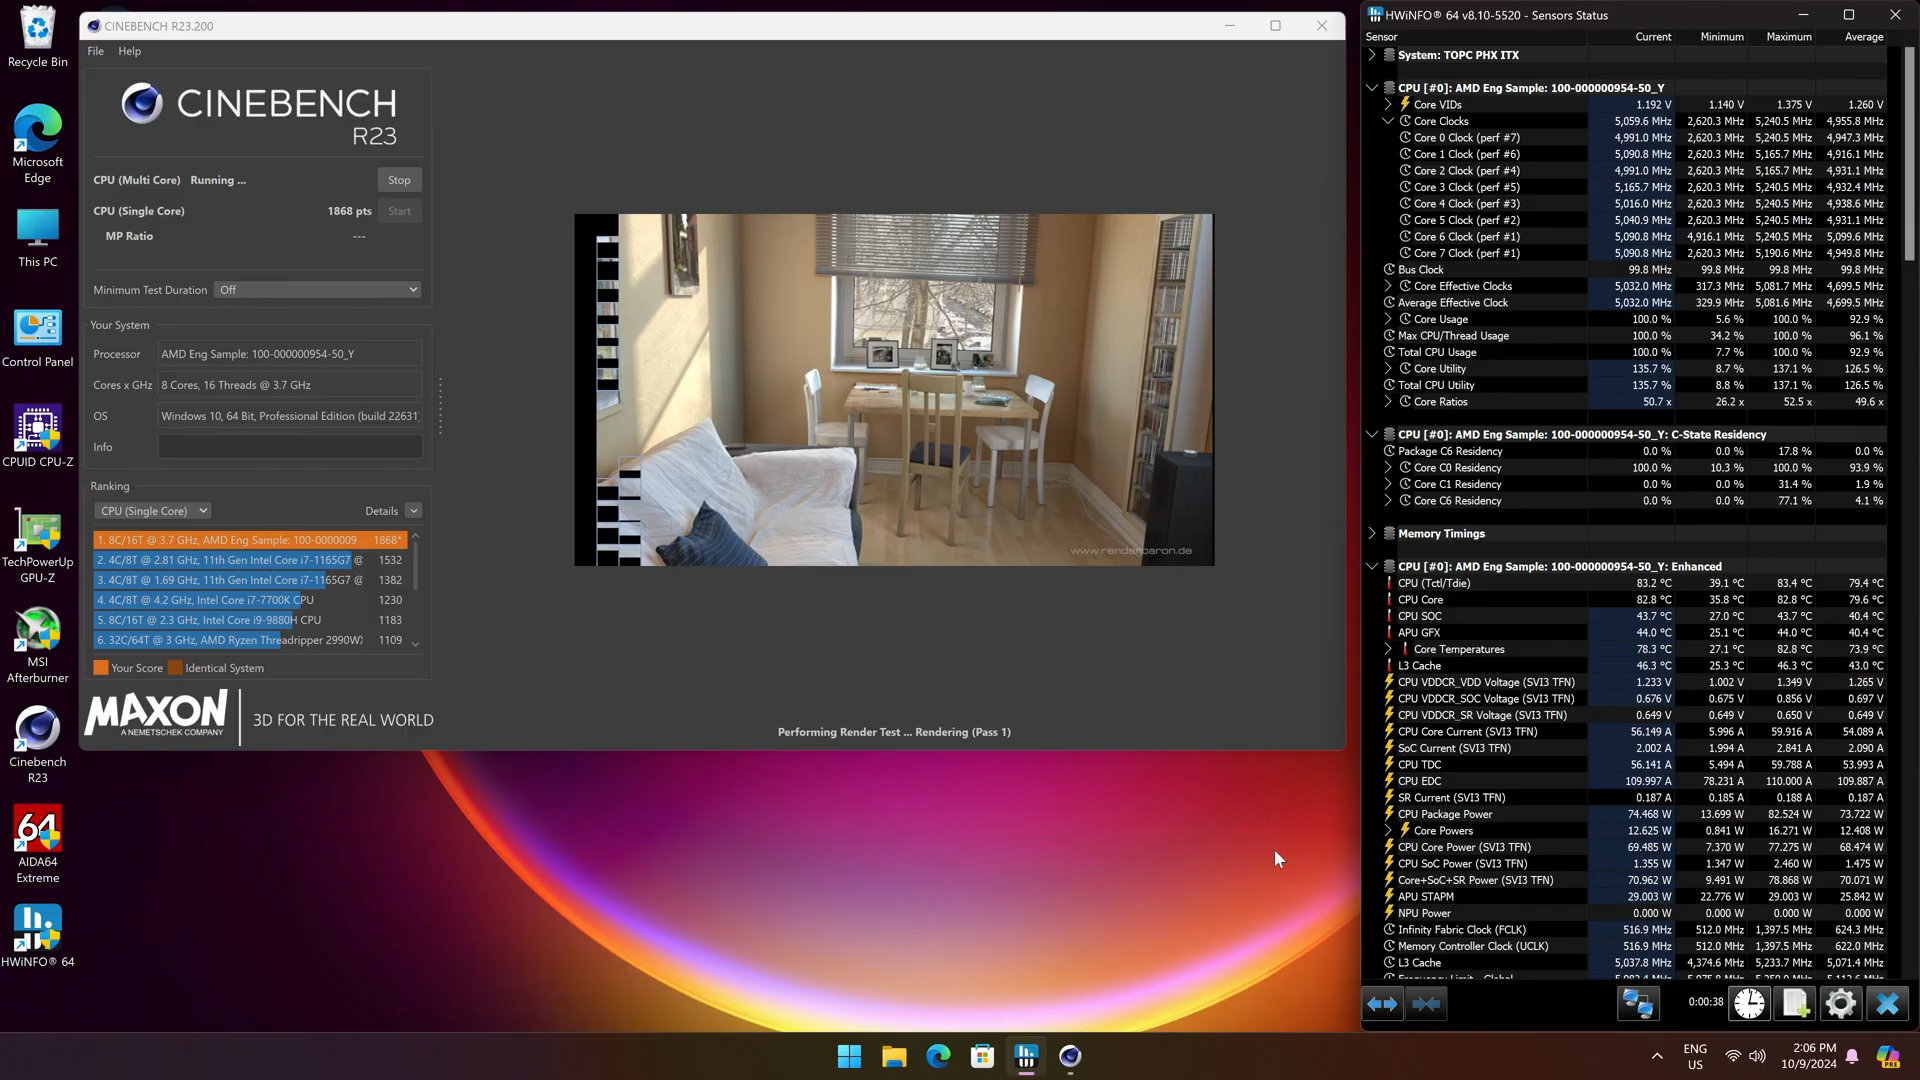 Recycle Bin
Microsoft
Edge
This PC
Control Panel
CPUID CPU-Z
TechPowerUp
GPU-Z
MSI
Afterburner
Cinebench
R23
64
AIDA64
Extreme
HWiNFO® 64
CINEBENCH R23.200
File Help
CINEBENCH
R23
CPU (Multi Core) Running ... Stop
CPU (Single Core) 1868 pts Start
MP Ratio ---
Minimum Test Duration Off
Your System
Processor AMD Eng Sample: 100-000000954-50_Y
Cores x GHz 8 Cores, 16 Threads @ 3.7 GHz
OS Windows 10, 64 Bit, Professional Edition (build 22631)
Info
Ranking
CPU (Single Core) Details
1. 8C/16T @ 3.7 GHz, AMD Eng Sample: 100-0000009 1868*
2. 4C/8T @ 2.81 GHz, 11th Gen Intel Core i7-1165G7 @ 1532
3. 4C/8T @ 1.69 GHz, 11th Gen Intel Core i7-1165G7 @ 1382
4. 4C/8T @ 4.2 GHz, Intel Core i7-7700K CPU 1230
5. 8C/16T @ 2.3 GHz, Intel Core i9-9880H CPU 1183
6. 32C/64T @ 3 GHz, AMD Ryzen Threadripper 2990WX 1109
Your Score Identical System
MAXON
A NEMETSCHEK COMPANY
3D FOR THE REAL WORLD
www.renderbaron.de
Performing Render Test ... Rendering (Pass 1)
HWiNFO® 64 v8.10-5520 - Sensors Status
Sensor Current Minimum Maximum Average
System: TOPC PHX ITX
CPU [#0]: AMD Eng Sample: 100-000000954-50_Y
Core VIDs 1.192 V 1.140 V 1.375 V 1.260 V
Core Clocks 5,059.6 MHz 2,620.3 MHz 5,240.5 MHz 4,955.8 MHz
Core 0 Clock (perf #7) 4,991.0 MHz 2,620.3 MHz 5,240.5 MHz 4,947.3 MHz
Core 1 Clock (perf #6) 5,090.8 MHz 2,620.3 MHz 5,165.7 MHz 4,916.1 MHz
Core 2 Clock (perf #4) 4,991.0 MHz 2,620.3 MHz 5,165.7 MHz 4,931.1 MHz
Core 3 Clock (perf #5) 5,165.7 MHz 2,620.3 MHz 5,240.5 MHz 4,932.4 MHz
Core 4 Clock (perf #3) 5,016.0 MHz 2,620.3 MHz 5,240.5 MHz 4,938.6 MHz
Core 5 Clock (perf #2) 5,040.9 MHz 2,620.3 MHz 5,240.5 MHz 4,931.1 MHz
Core 6 Clock (perf #1) 5,090.8 MHz 4,916.1 MHz 5,240.5 MHz 5,099.6 MHz
Core 7 Clock (perf #1) 5,090.8 MHz 2,620.3 MHz 5,190.6 MHz 4,949.8 MHz
Bus Clock 99.8 MHz 99.8 MHz 99.8 MHz 99.8 MHz
Core Effective Clocks 5,032.0 MHz 317.3 MHz 5,081.7 MHz 4,699.5 MHz
Average Effective Clock 5,032.0 MHz 329.9 MHz 5,081.6 MHz 4,699.5 MHz
Core Usage 100.0 % 5.6 % 100.0 % 92.9 %
Max CPU/Thread Usage 100.0 % 34.2 % 100.0 % 96.1 %
Total CPU Usage 100.0 % 7.7 % 100.0 % 92.9 %
Core Utility 135.7 % 8.7 % 137.1 % 126.5 %
Total CPU Utility 135.7 % 8.8 % 137.1 % 126.5 %
Core Ratios 50.7 x 26.2 x 52.5 x 49.6 x
CPU [#0]: AMD Eng Sample: 100-000000954-50_Y: C-State Residency
Package C6 Residency 0.0 % 0.0 % 17.8 % 0.0 %
Core C0 Residency 100.0 % 10.3 % 100.0 % 93.9 %
Core C1 Residency 0.0 % 0.0 % 31.4 % 1.9 %
Core C6 Residency 0.0 % 0.0 % 77.1 % 4.1 %
Memory Timings
CPU [#0]: AMD Eng Sample: 100-000000954-50_Y: Enhanced
CPU (Tctl/Tdie) 83.2 °C 39.1 °C 83.4 °C 79.4 °C
CPU Core 82.8 °C 35.8 °C 82.8 °C 79.6 °C
CPU SOC 43.7 °C 27.0 °C 43.7 °C 40.4 °C
APU GFX 44.0 °C 25.1 °C 44.0 °C 40.4 °C
Core Temperatures 78.3 °C 27.1 °C 82.8 °C 73.9 °C
L3 Cache 46.3 °C 25.3 °C 46.3 °C 43.0 °C
CPU VDDCR_VDD Voltage (SVI3 TFN) 1.233 V 1.002 V 1.349 V 1.265 V
CPU VDDCR_SOC Voltage (SVI3 TFN) 0.676 V 0.675 V 0.856 V 0.697 V
CPU VDDCR_SR Voltage (SVI3 TFN) 0.649 V 0.649 V 0.650 V 0.649 V
CPU Core Current (SVI3 TFN) 56.149 A 5.996 A 59.916 A 54.089 A
SoC Current (SVI3 TFN) 2.002 A 1.994 A 2.841 A 2.090 A
CPU TDC 56.141 A 5.494 A 59.788 A 53.993 A
CPU EDC 109.997 A 78.231 A 110.000 A 109.887 A
SR Current (SVI3 TFN) 0.187 A 0.185 A 0.188 A 0.187 A
CPU Package Power 74.468 W 13.699 W 82.524 W 73.722 W
Core Powers 12.625 W 0.841 W 16.271 W 12.408 W
CPU Core Power (SVI3 TFN) 69.485 W 7.370 W 77.275 W 68.474 W
CPU SoC Power (SVI3 TFN) 1.355 W 1.347 W 2.460 W 1.475 W
Core+SoC+SR Power (SVI3 TFN) 70.962 W 9.491 W 78.868 W 70.071 W
APU STAPM 29.003 W 22.776 W 29.003 W 25.842 W
NPU Power 0.000 W 0.000 W 0.000 W 0.000 W
Infinity Fabric Clock (FCLK) 516.9 MHz 512.0 MHz 1,397.5 MHz 624.3 MHz
Memory Controller Clock (UCLK) 516.9 MHz 512.0 MHz 1,397.5 MHz 622.0 MHz
L3 Cache 5,037.8 MHz 4,374.6 MHz 5,233.7 MHz 5,071.4 MHz
0:00:38
ENG
US
2:06 PM
10/9/2024
PRE